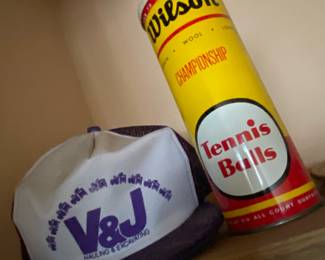 Wilson
WOOL
CHAMPIONSHIP
Tennis
Balls
ALL COURT
V&J
HAULING & EXCAVATING